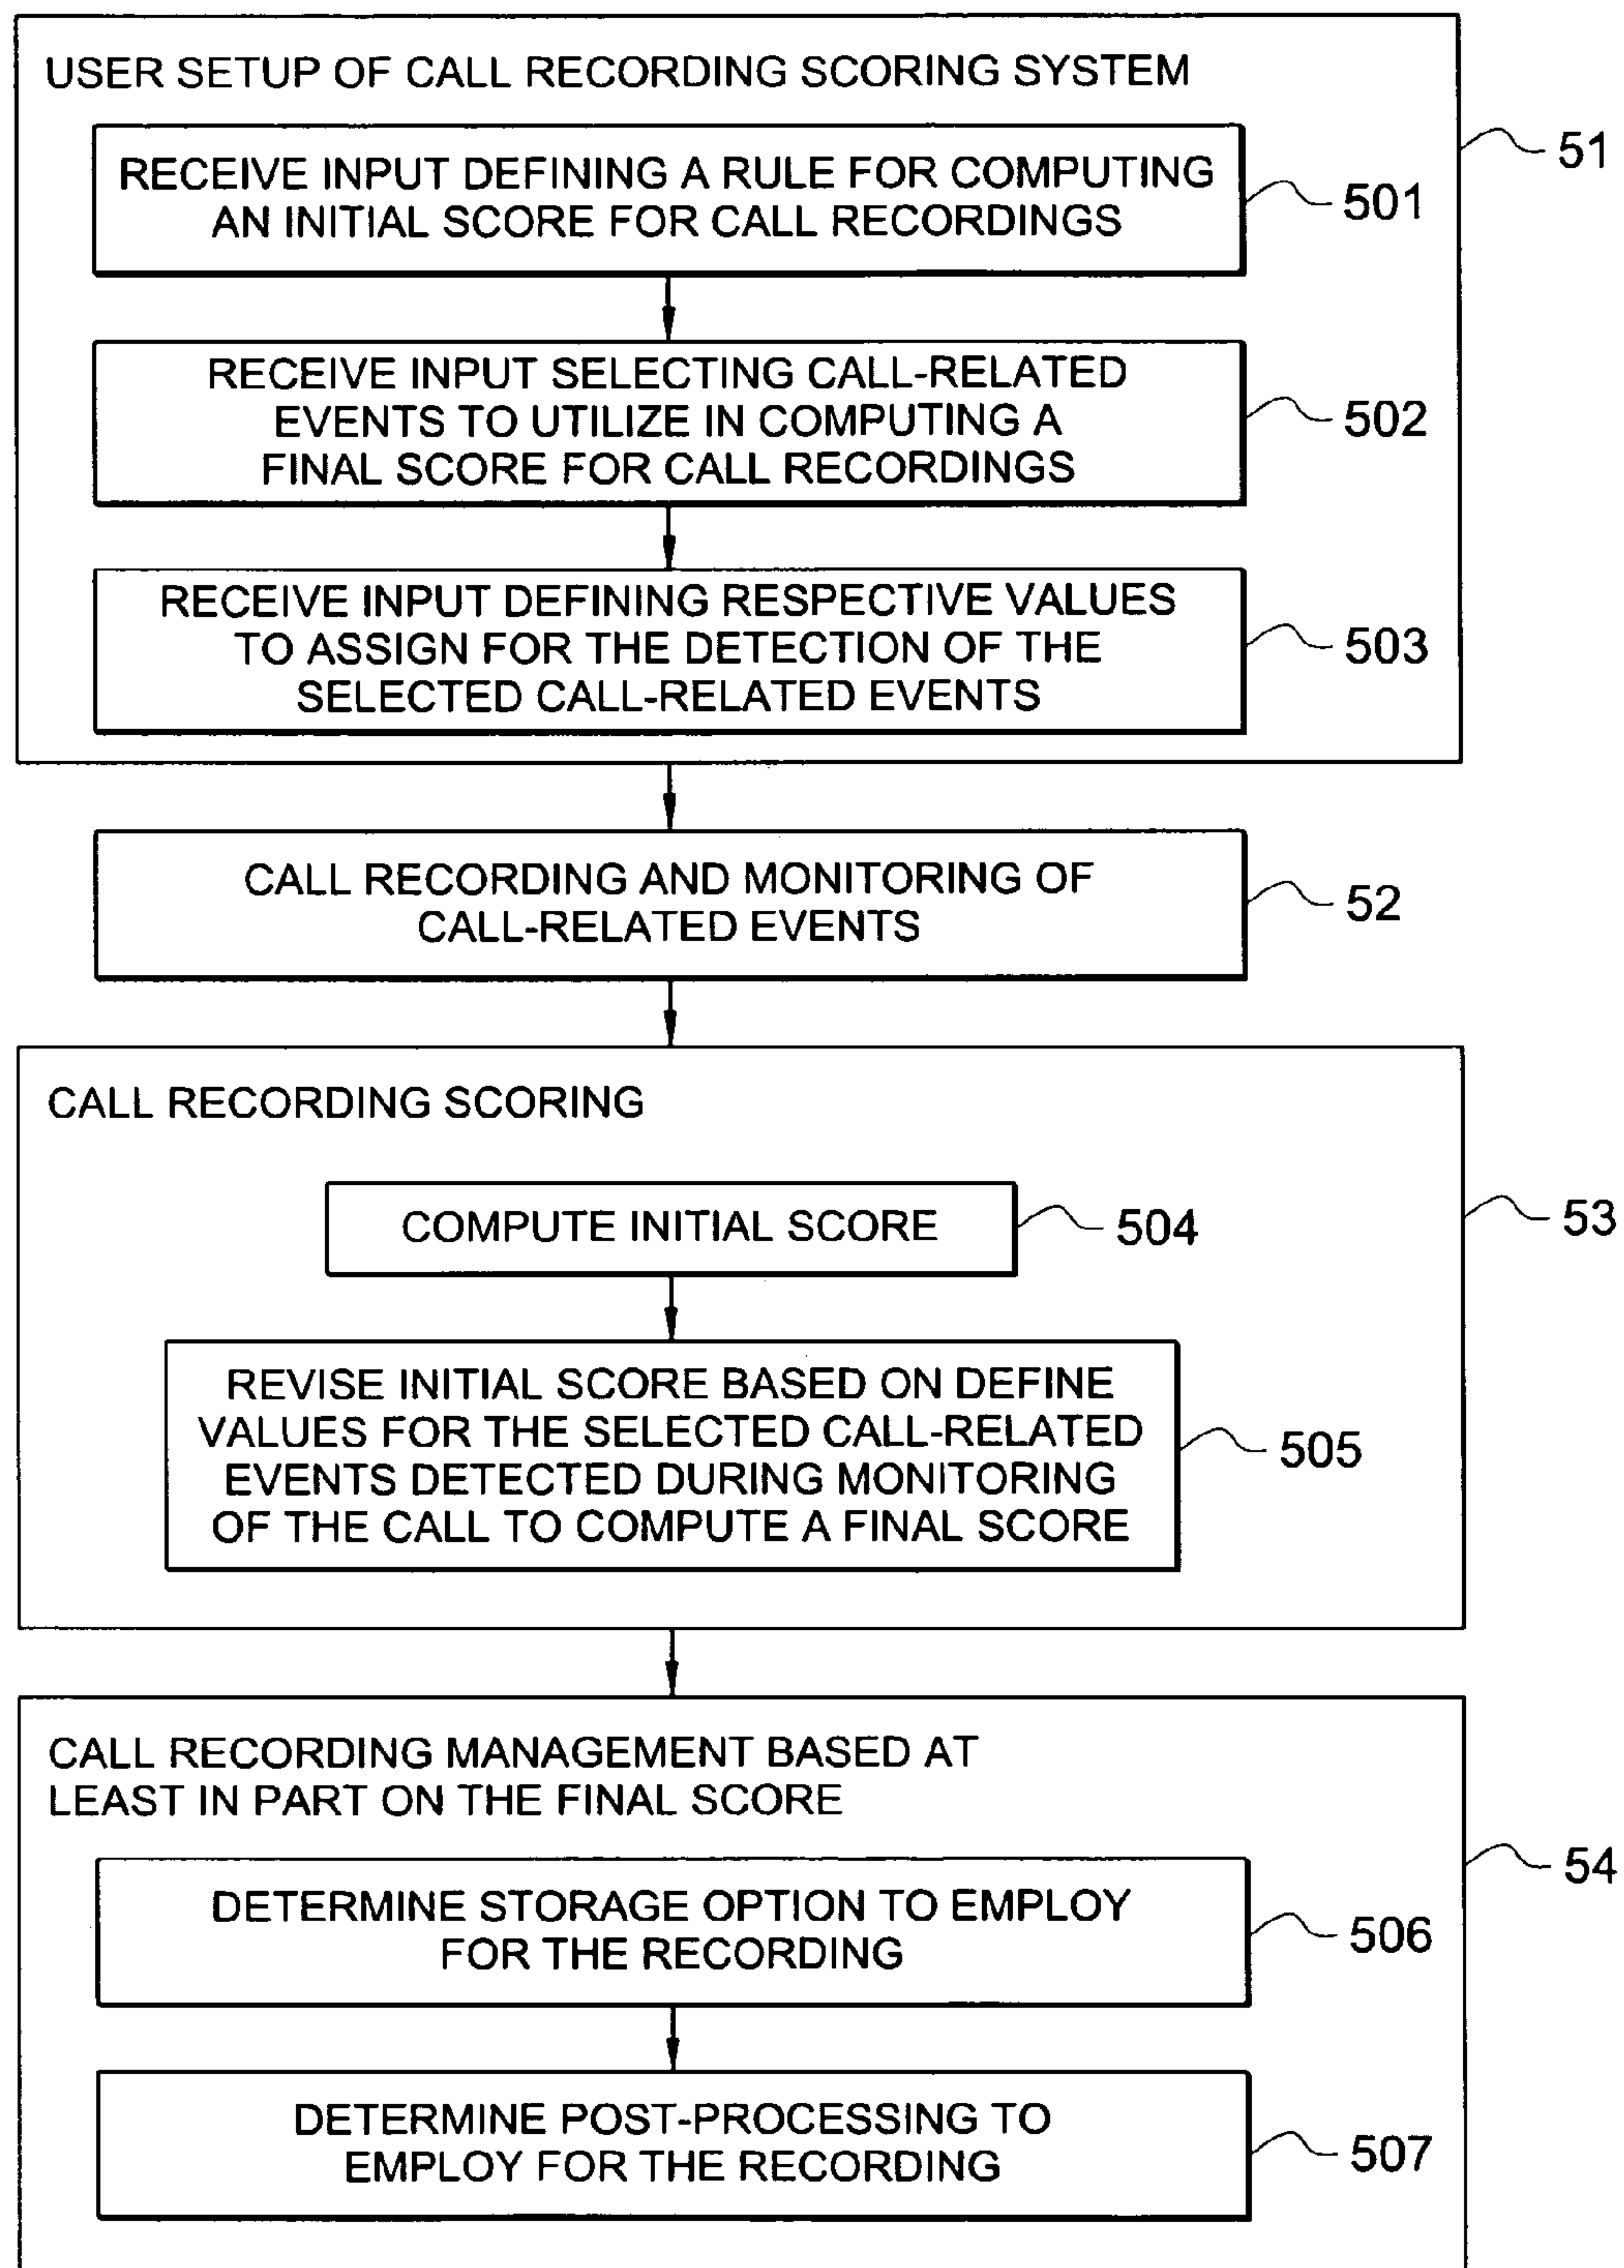 USER SETUP OF CALL RECORDING SCORING SYSTEM
51
RECEIVE INPUT DEFINING A RULE FOR COMPUTING
AN INITIAL SCORE FOR CALL RECORDINGS
501
RECEIVE INPUT SELECTING CALL-RELATED
EVENTS TO UTILIZE IN COMPUTING A
FINAL SCORE FOR CALL RECORDINGS
502
RECEIVE INPUT DEFINING RESPECTIVE VALUES
TO ASSIGN FOR THE DETECTION OF THE
SELECTED CALL-RELATED EVENTS
503
CALL RECORDING AND MONITORING OF
CALL-RELATED EVENTS
52
CALL RECORDING SCORING
53
COMPUTE INITIAL SCORE
504
REVISE INITIAL SCORE BASED ON DEFINE
VALUES FOR THE SELECTED CALL-RELATED
EVENTS DETECTED DURING MONITORING
OF THE CALL TO COMPUTE A FINAL SCORE
505
CALL RECORDING MANAGEMENT BASED AT
LEAST IN PART ON THE FINAL SCORE
54
DETERMINE STORAGE OPTION TO EMPLOY
FOR THE RECORDING
506
DETERMINE POST-PROCESSING TO
EMPLOY FOR THE RECORDING
507